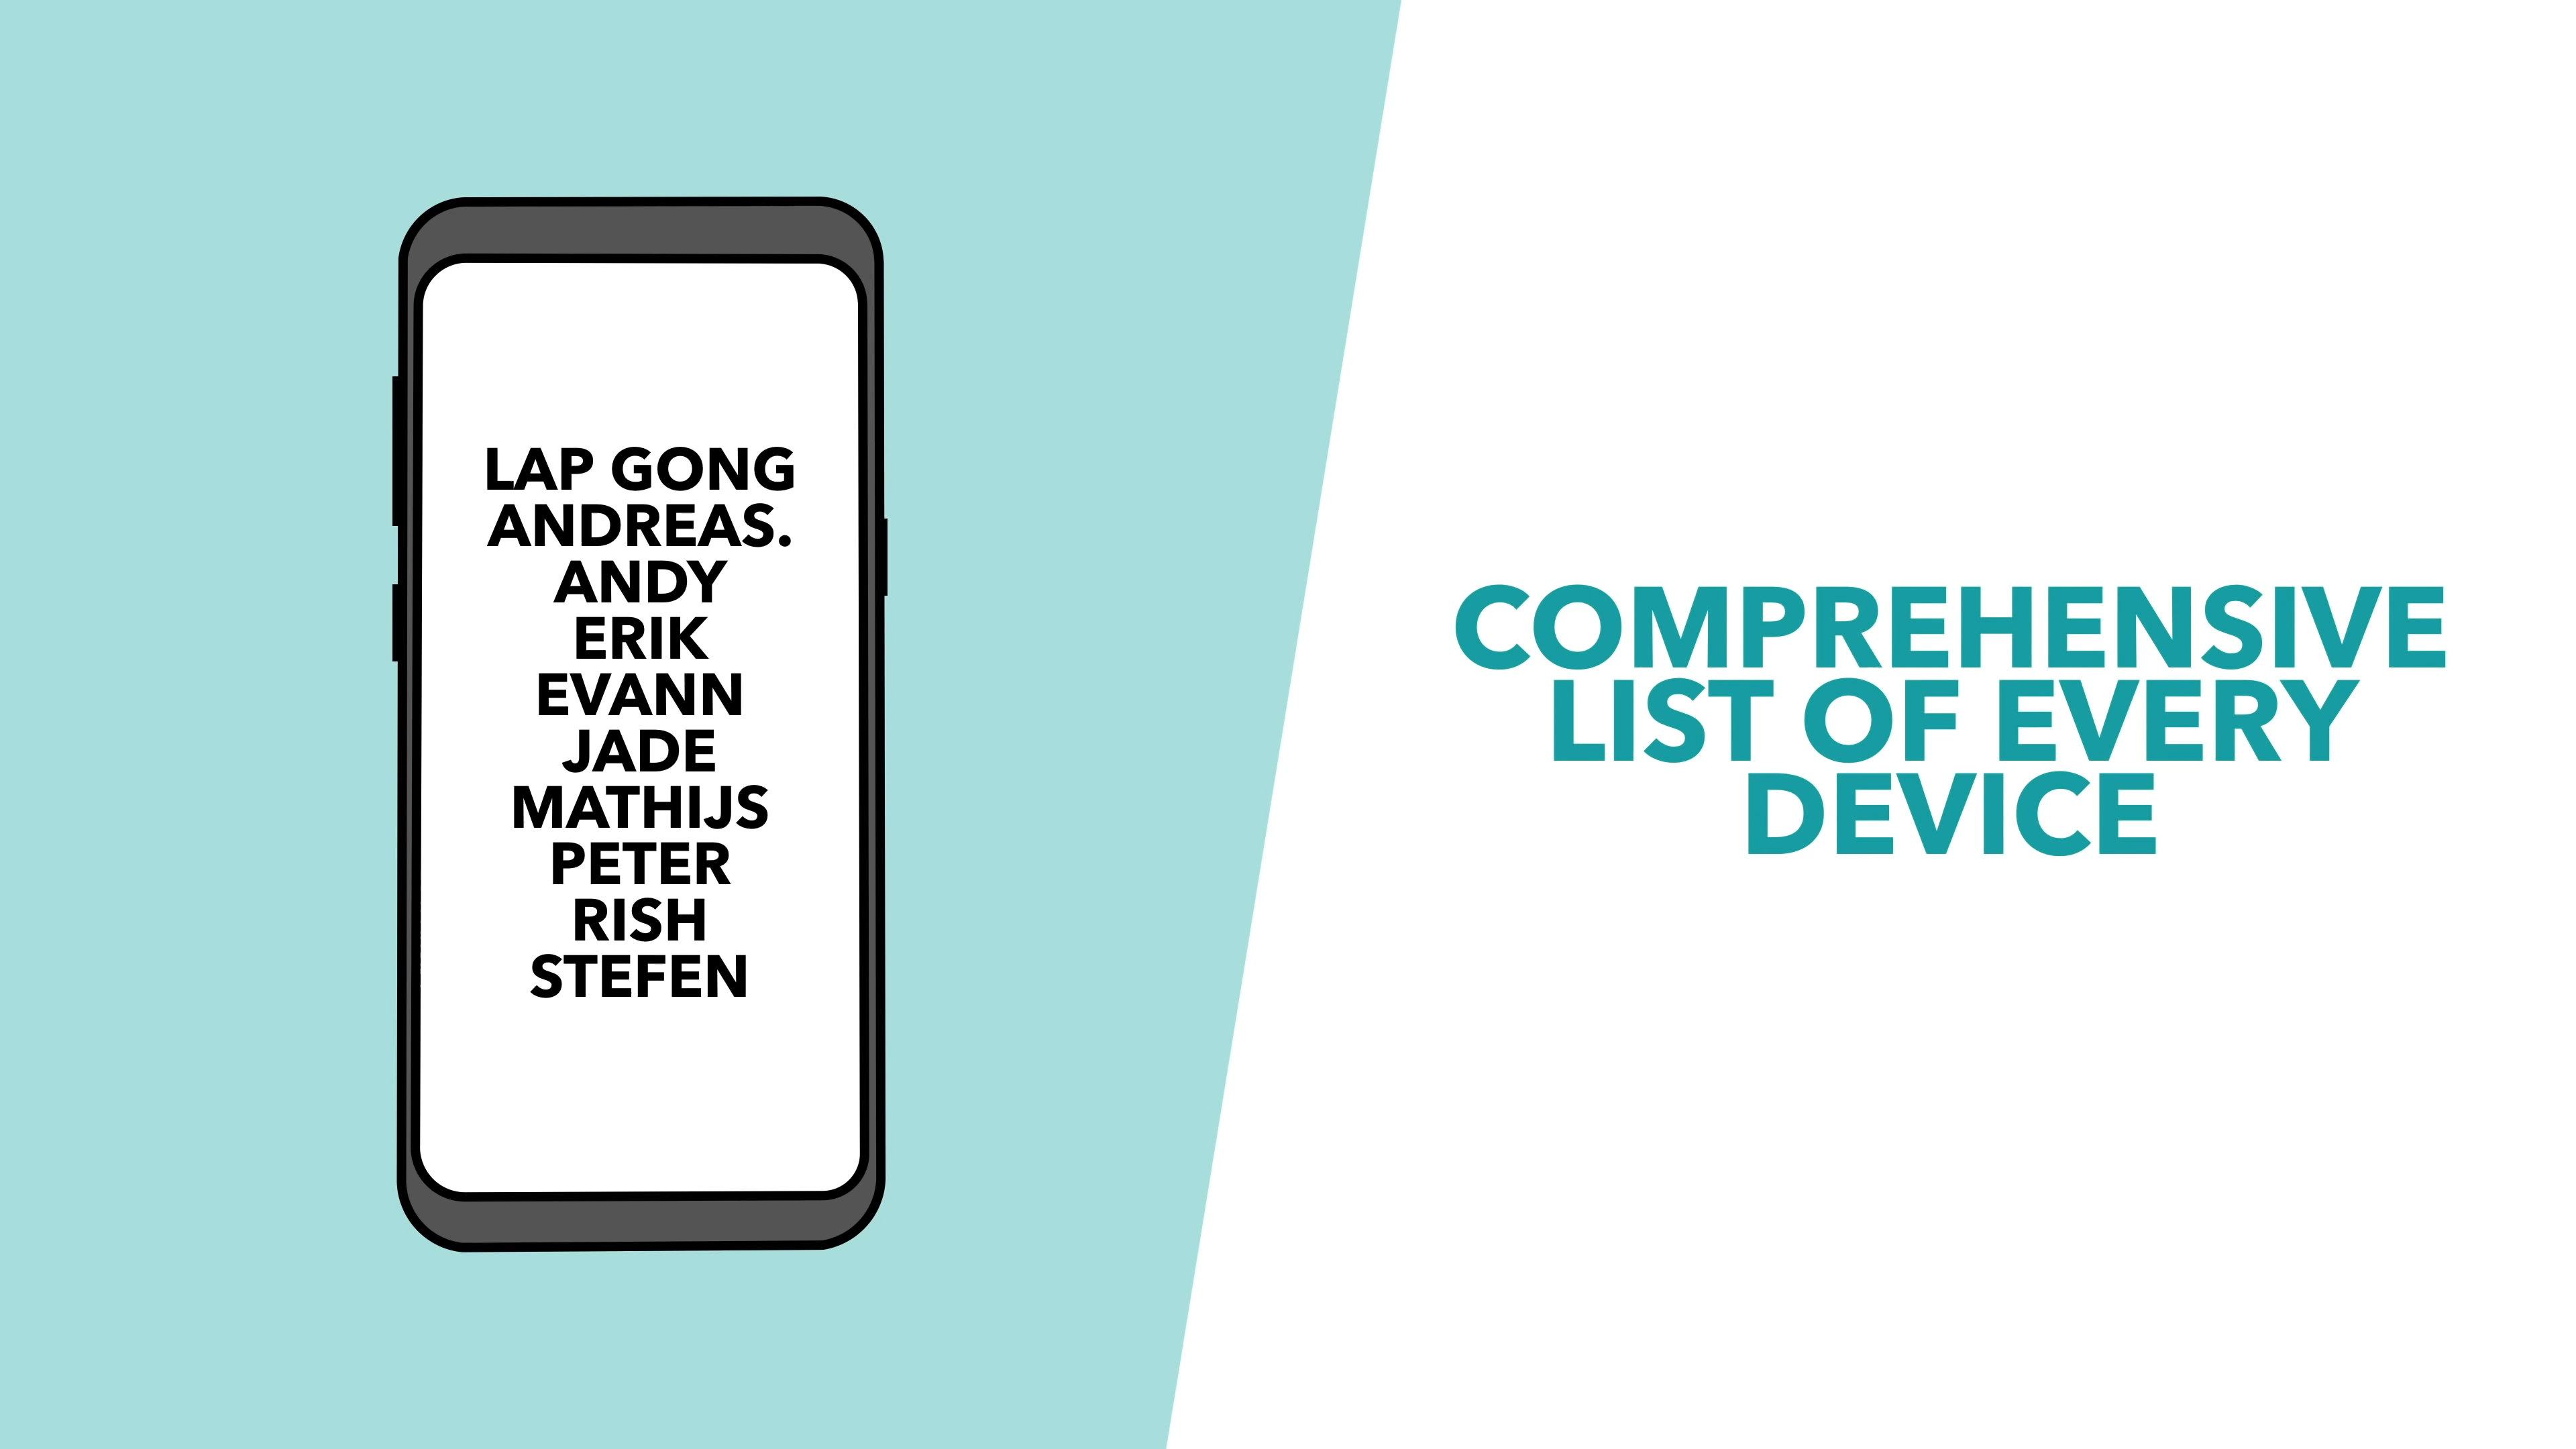 LAP GONG
ANDREAS.
ANDY
ERIK
EVANN
JADE
MATHIJS
PETER
RISH
STEFEN
COMPREHENSIVE
LIST OF EVERY
DEVICE